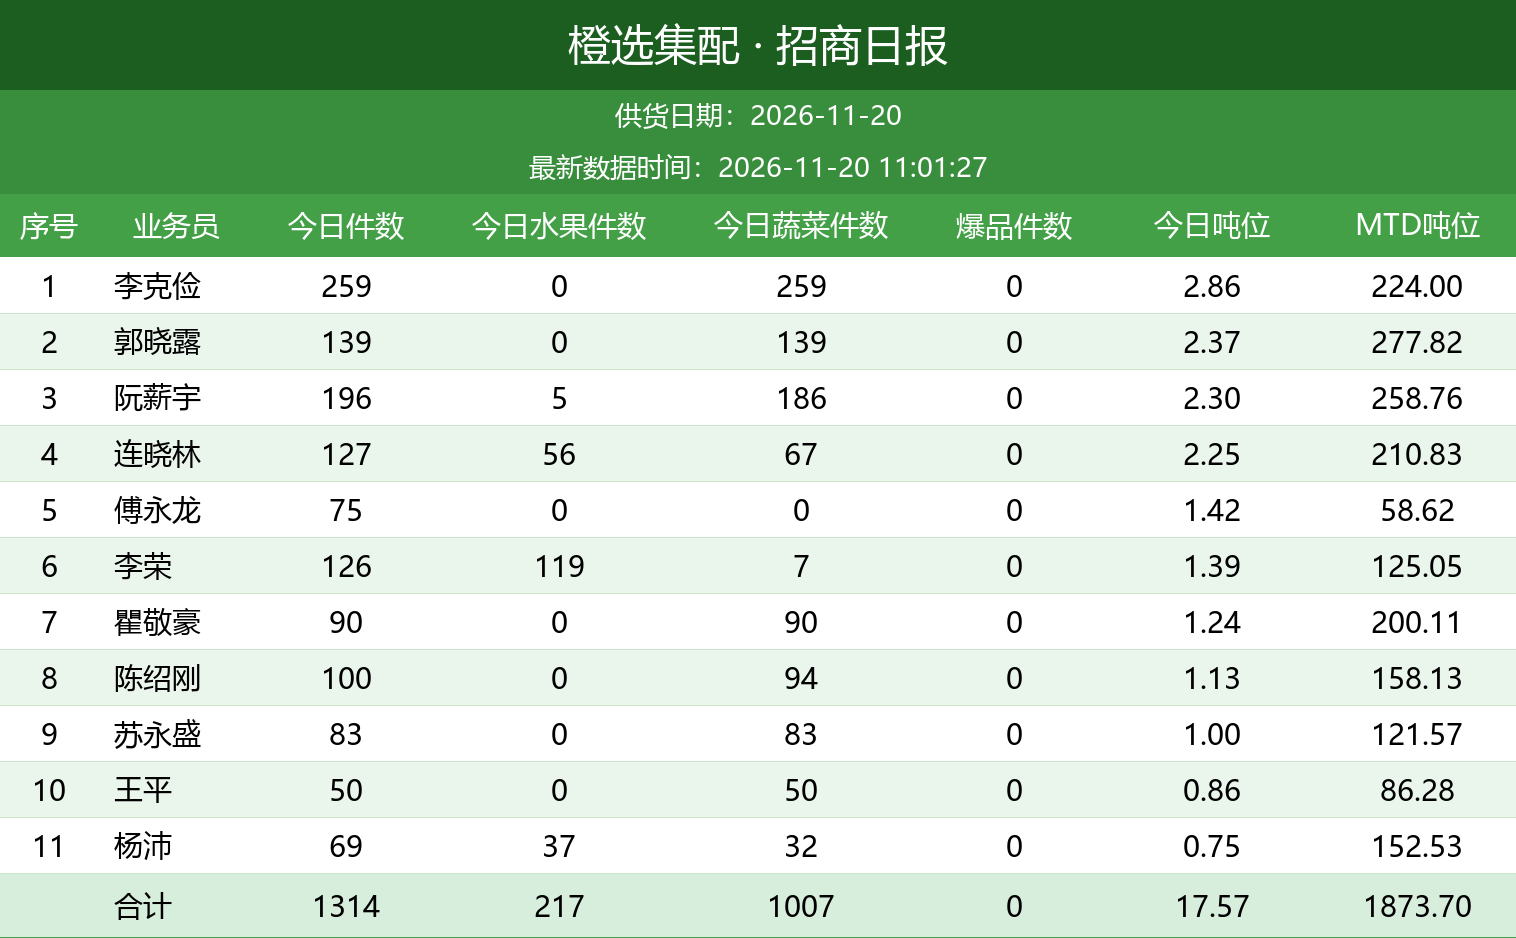 橙选集配 · 招商日报
供货日期：2026-11-20
最新数据时间：2026-11-20 11:01:27
序号 业务员 今日件数 今日水果件数 今日蔬菜件数 爆品件数 今日吨位 MTD吨位
1 李克俭 259 0 259 0 2.86 224.00
2 郭晓露 139 0 139 0 2.37 277.82
3 阮薪宇 196 5 186 0 2.30 258.76
4 连晓林 127 56 67 0 2.25 210.83
5 傅永龙 75 0 0 0 1.42 58.62
6 李荣 126 119 7 0 1.39 125.05
7 瞿敬豪 90 0 90 0 1.24 200.11
8 陈绍刚 100 0 94 0 1.13 158.13
9 苏永盛 83 0 83 0 1.00 121.57
10 王平 50 0 50 0 0.86 86.28
11 杨沛 69 37 32 0 0.75 152.53
合计 1314 217 1007 0 17.57 1873.70